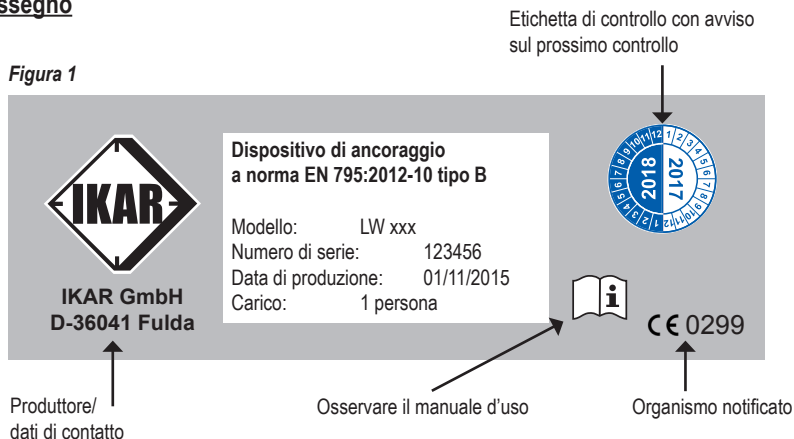 Etichetta di controllo con avviso
sul prossimo controllo
Figura 1
IKAR
IKAR GmbH
D-36041 Fulda
Dispositivo di ancoraggio
a norma EN 795:2012-10 tipo B
Modello: LW xxx
Numero di serie: 123456
Data di produzione: 01/11/2015
Carico: 1 persona
2018
2017
i
CE 0299
Produttore/
dati di contatto
Osservare il manuale d’uso
Organismo notificato